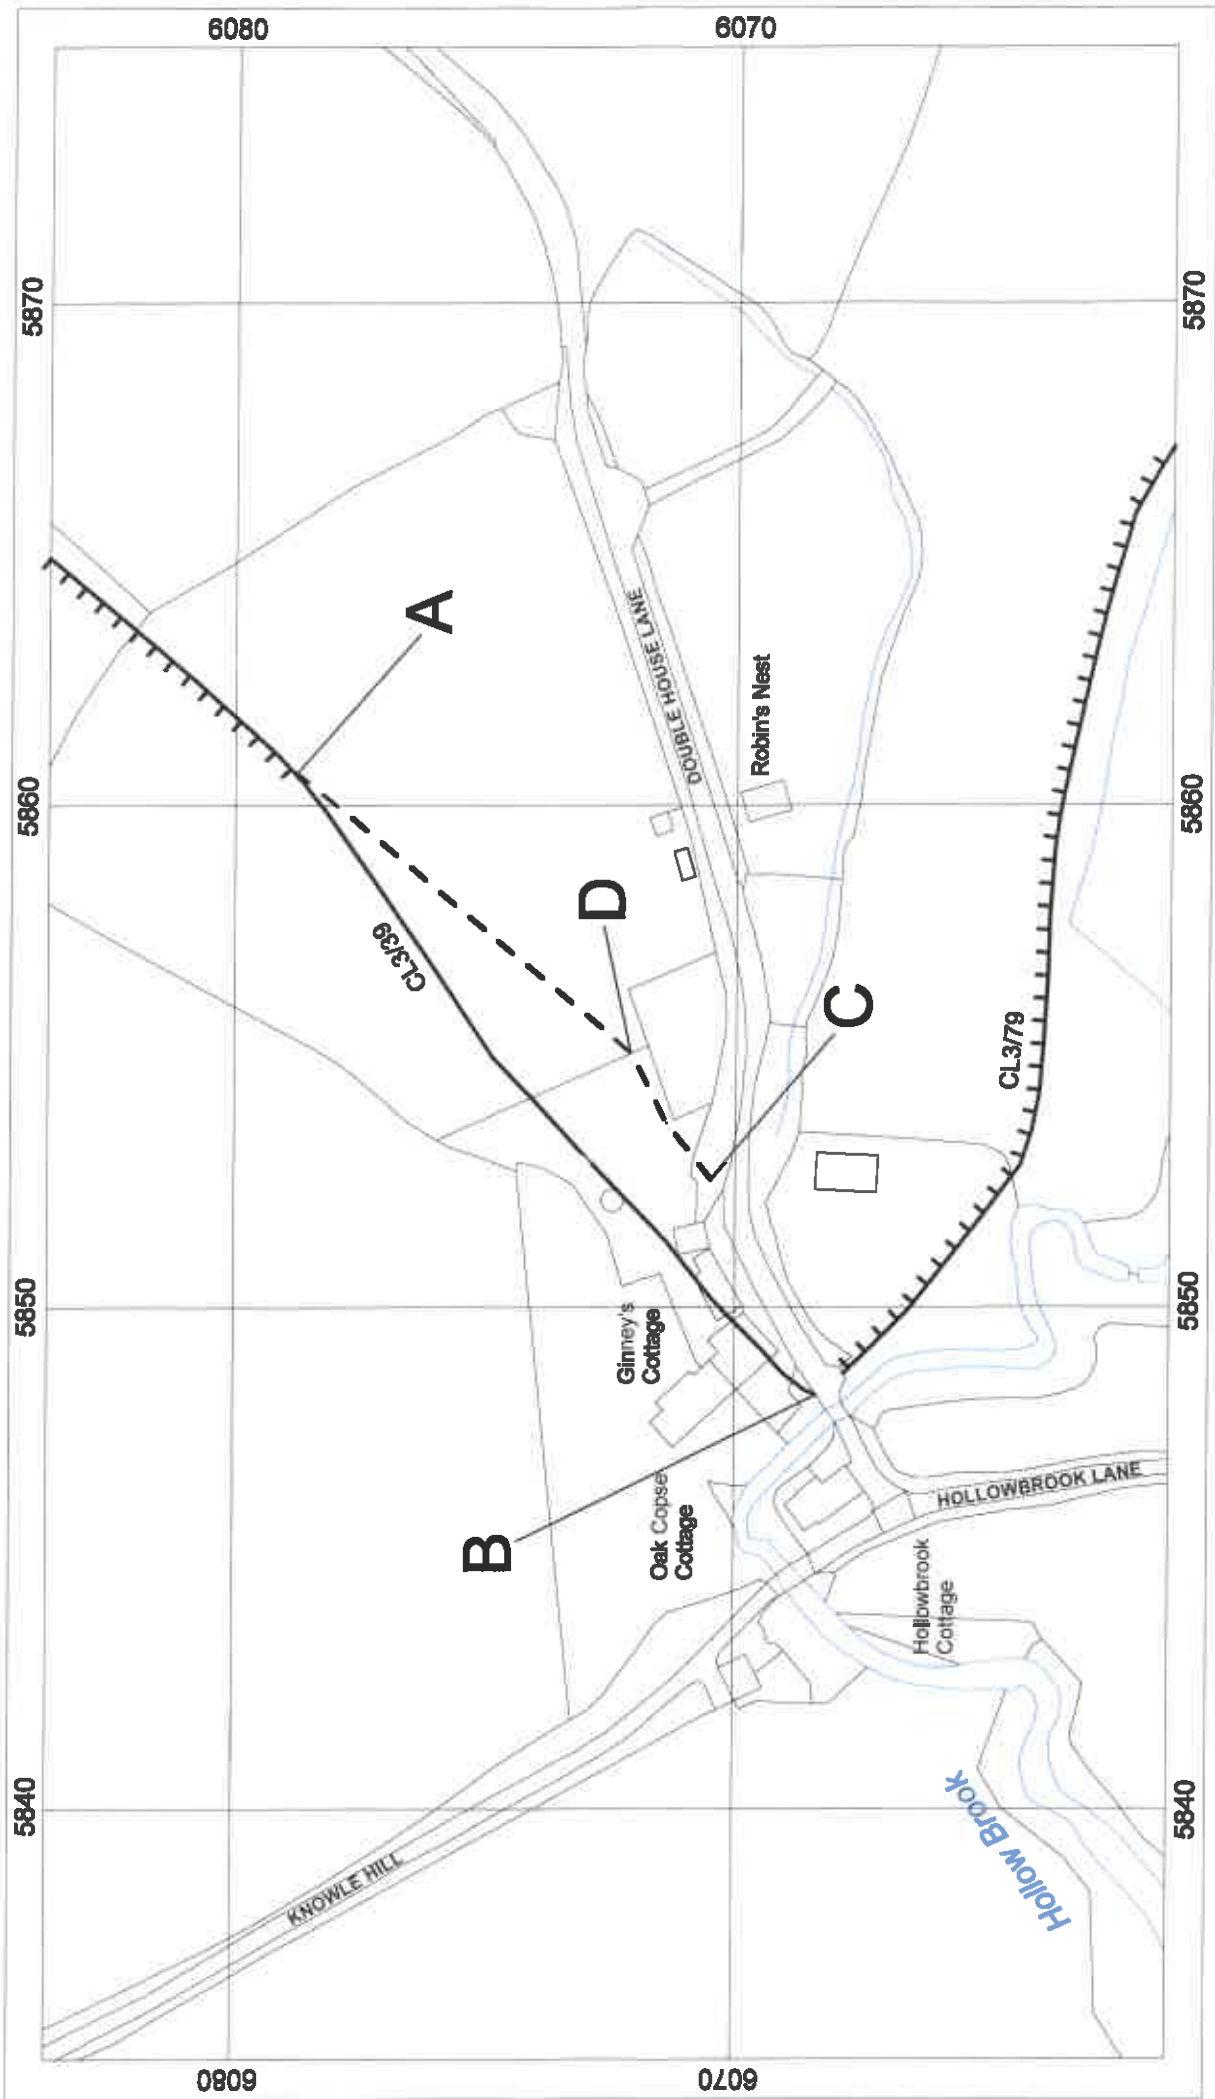 6080
6070
5870
5870
A
DOUBLE HOUSE LANE
Robin's Nest
5860
5860
D
CL3/39
C
CL3/79
5850
5850
Ginney's
Cottage
B
Oak Copse
Cottage
HOLLOWBROOK LANE
Hollowbrook
Cottage
5840
5840
KNOWLE HILL
Hollow Brook
6080
6070